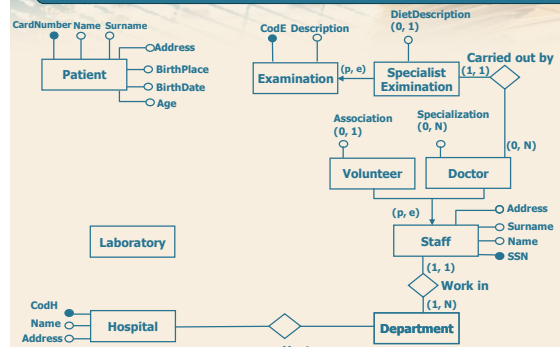 CardNumber Name Surname
Address
BirthPlace
BirthDate
Age
Patient
CodE Description
Examination
(p, e)
DietDescription
(0, 1)
Specialist
Eximination
(1, 1)
Carried out by
(0, N)
Association
(0, 1)
Specialization
(0, N)
Volunteer
Doctor
(p, e)
Address
Surname
Name
SSN
Staff
Laboratory
(1, 1)
Work in
(1, N)
CodH
Name
Address
Hospital
Department